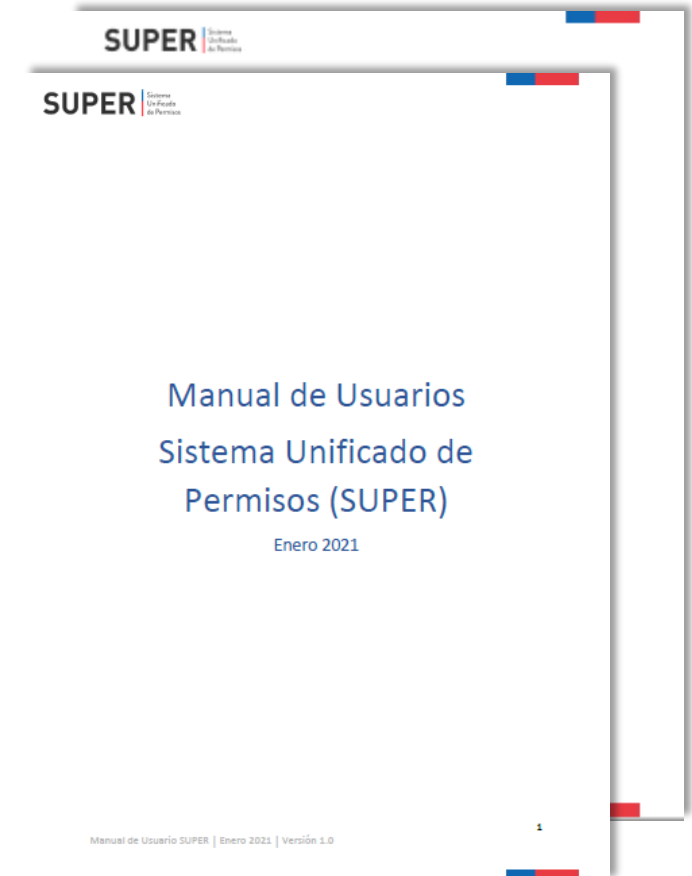 SUPER
Sistema
Unificado
de Permisos
SUPER
Sistema
Unificado
de Permisos
Manual de Usuarios
Sistema Unificado de
Permisos (SUPER)
Enero 2021
1
Manual de Usuario SUPER | Enero 2021 | Versión 1.0